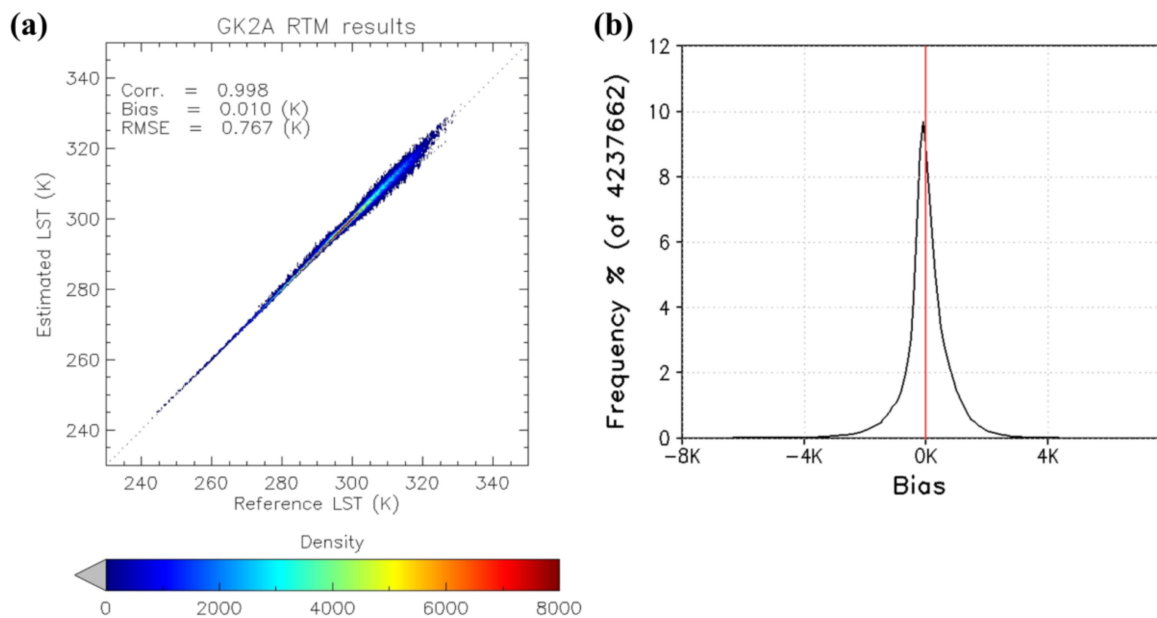 (a)
GK2A RTM results
Corr. = 0.998
Bias = 0.010 (K)
RMSE = 0.767 (K)
340
320
300
280
260
240
Estimated LST (K)
240 260 280 300 320 340
Reference LST (K)
Density
0 2000 4000 6000 8000
(b)
12
10
8
6
4
2
0
Frequency % (of 4237662)
-8K -4K 0K 4K
Bias